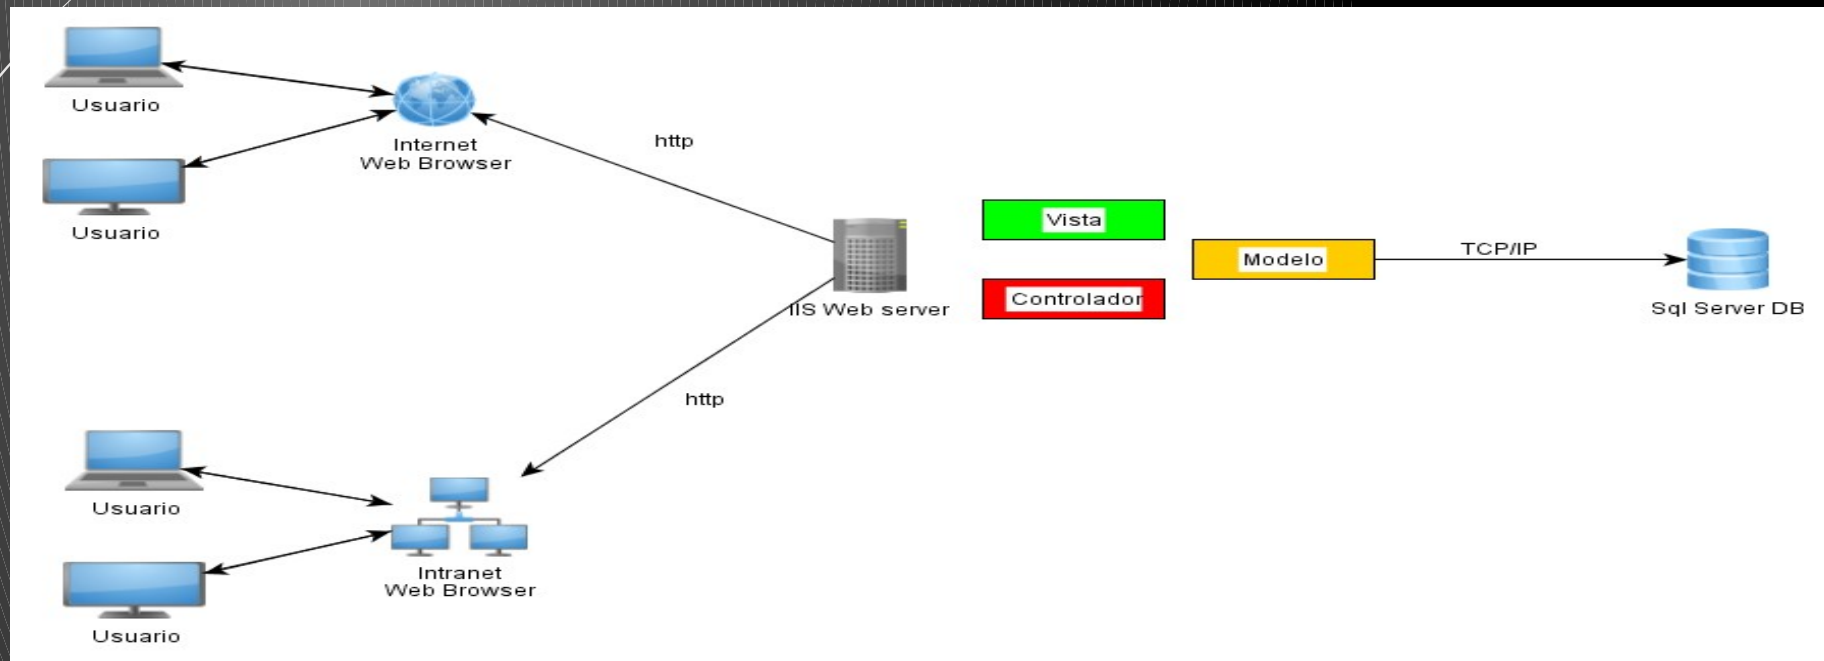 Usuario
Usuario
Internet
Web Browser
http
Vista
Modelo
TCP/IP
Controlador
IIS Web server
Sql Server DB
http
Usuario
Intranet
Web Browser
Usuario